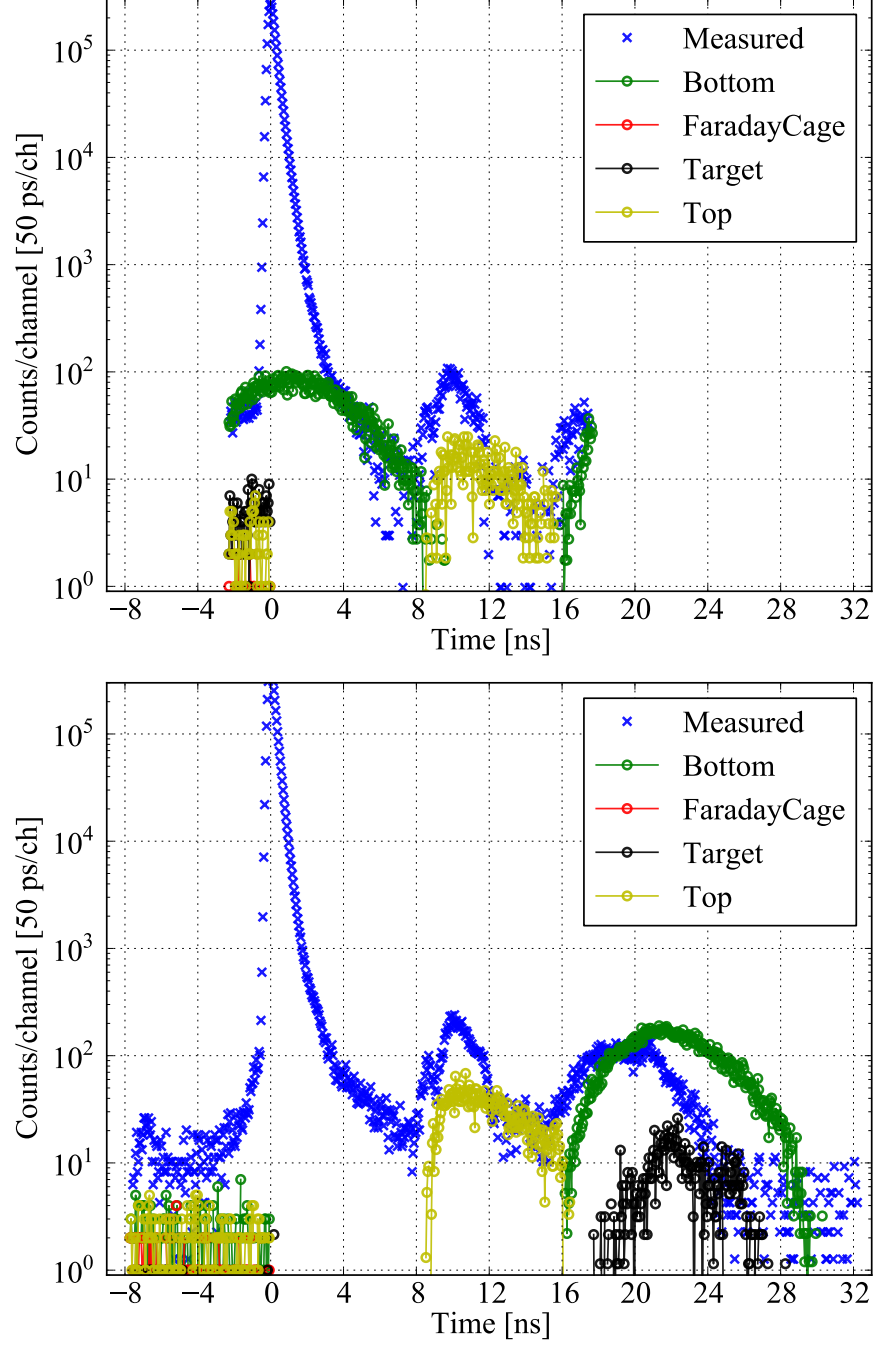 10^5
10^4
10^3
10^2
10^1
10^0
Counts/channel [50 ps/ch]
Measured
Bottom
FaradayCage
Target
Top
−8 −4 0 4 8 12 16 20 24 28 32
Time [ns]
10^5
10^4
10^3
10^2
10^1
10^0
Counts/channel [50 ps/ch]
Measured
Bottom
FaradayCage
Target
Top
−8 −4 0 4 8 12 16 20 24 28 32
Time [ns]